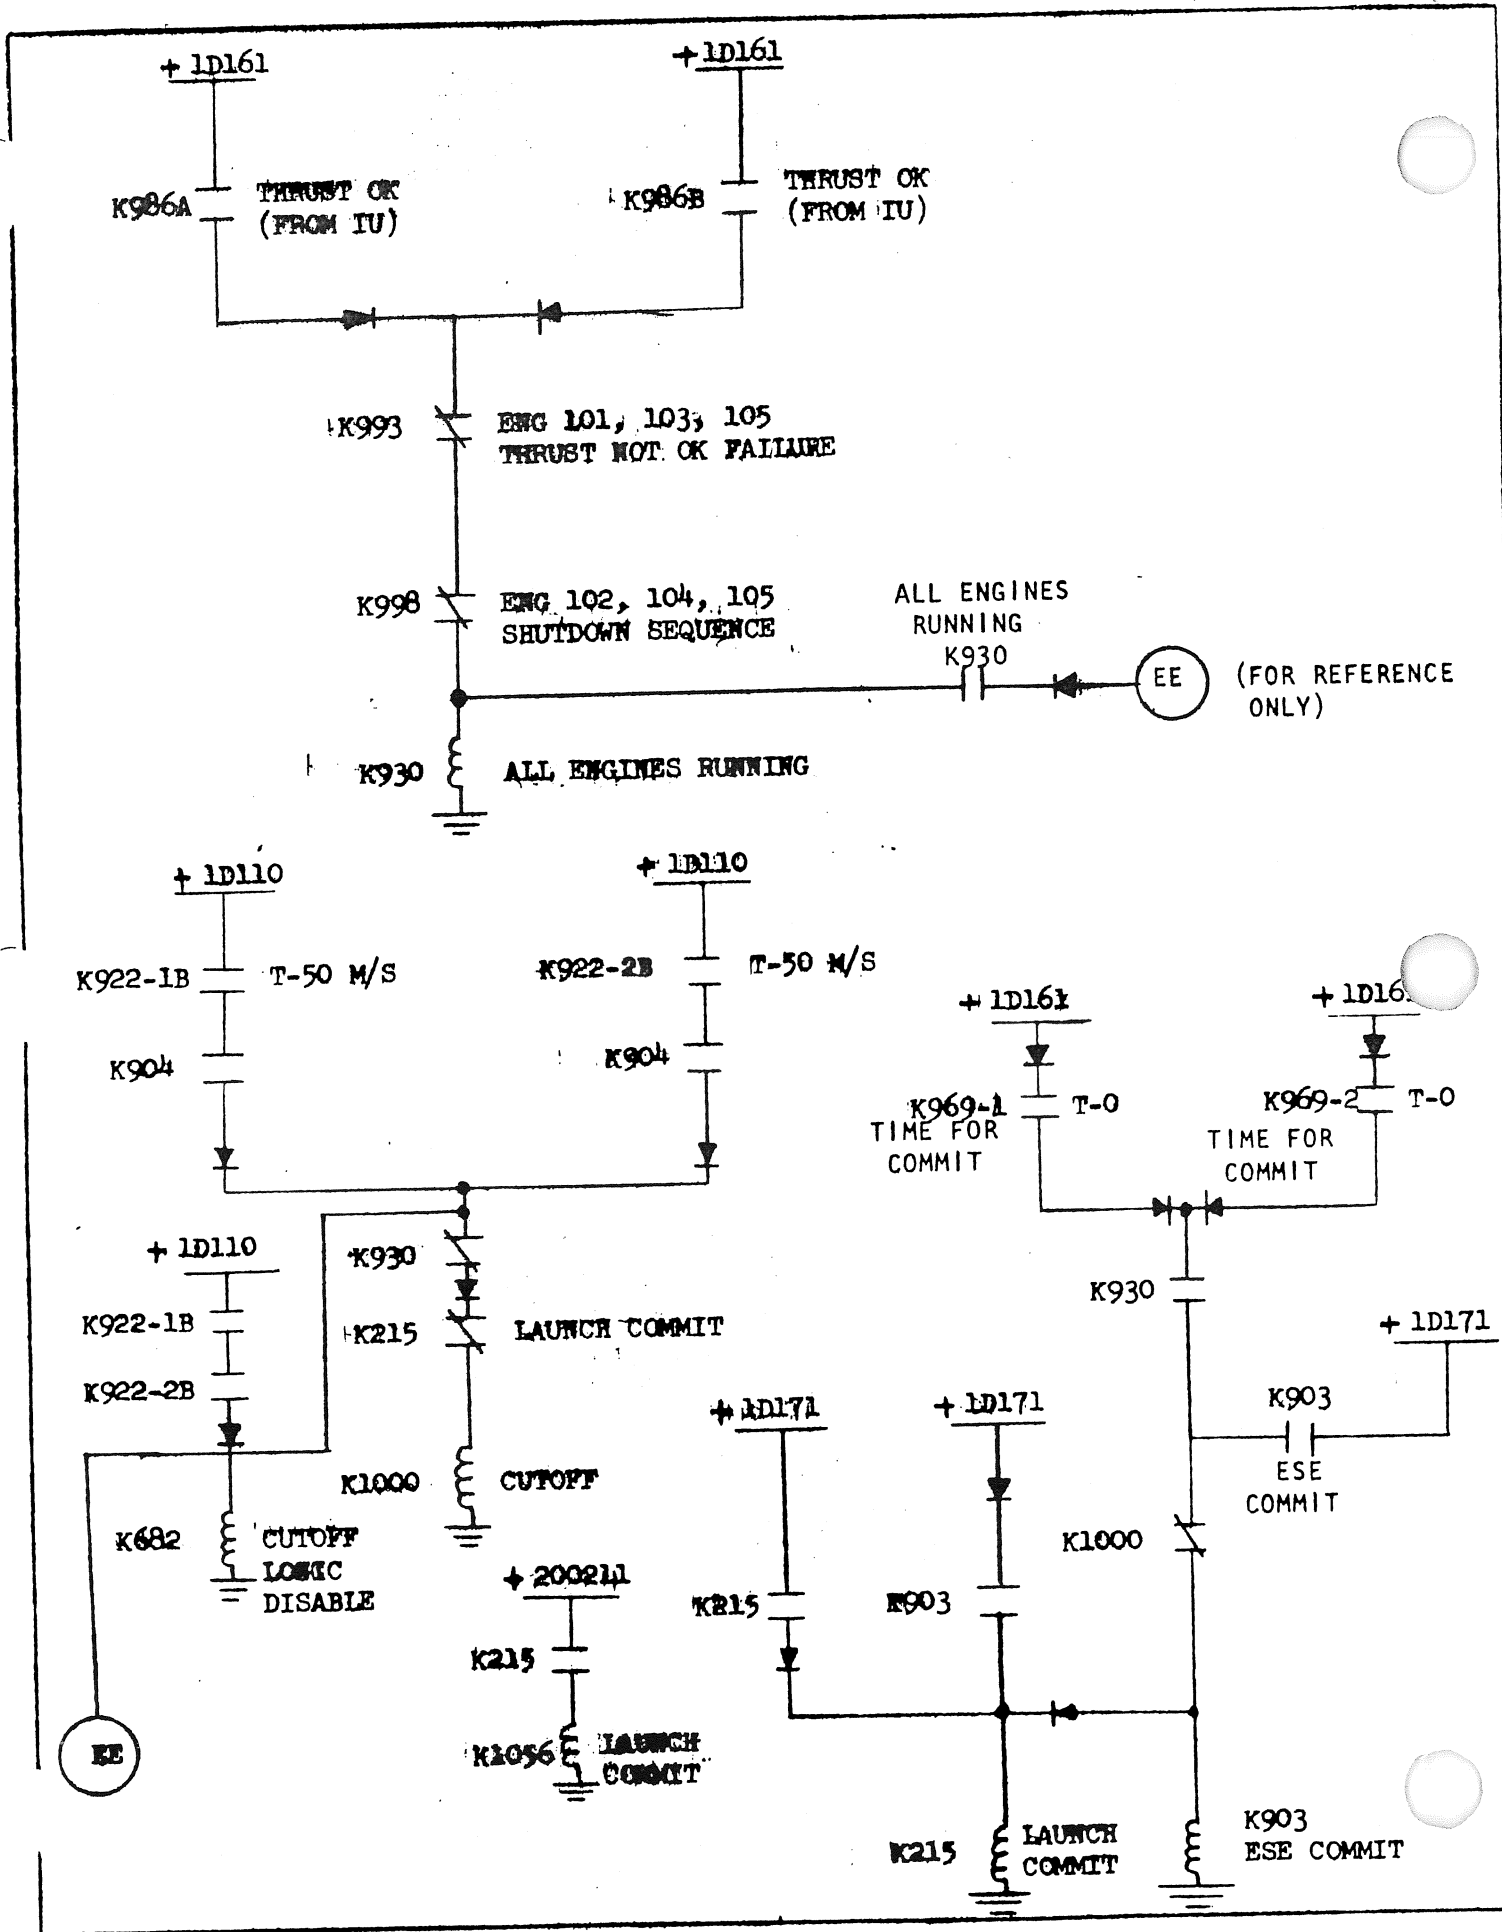 + 1D161
+ 1D161
K986A
THRUST OK
(FROM IU)
K986B
THRUST OK
(FROM IU)
K993
ENG 101, 103, 105
THRUST NOT OK FAILURE
K998
ENG 102, 104, 105
SHUTDOWN SEQUENCE
ALL ENGINES
RUNNING
K930
EE
(FOR REFERENCE
ONLY)
K930
ALL ENGINES RUNNING
+ 1D110
+ 1D110
K922-1B
T-50 M/S
K922-2B
T-50 M/S
K904
K904
+ 1D161
+ 1D16
K969-1
T-0
TIME FOR
COMMIT
K969-2
T-0
TIME FOR
COMMIT
+ 1D110
K930
K922-1B
K215
LAUNCH COMMIT
K922-2B
K930
+ 1D171
K903
ESE
COMMIT
+ 1D171
+ 1D171
K1000
CUTOFF
K682
CUTOFF
LOGIC
DISABLE
K1000
+ 200211
K215
K215
K903
K1056
LAUNCH
COMMIT
EE
K215
LAUNCH
COMMIT
K903
ESE COMMIT